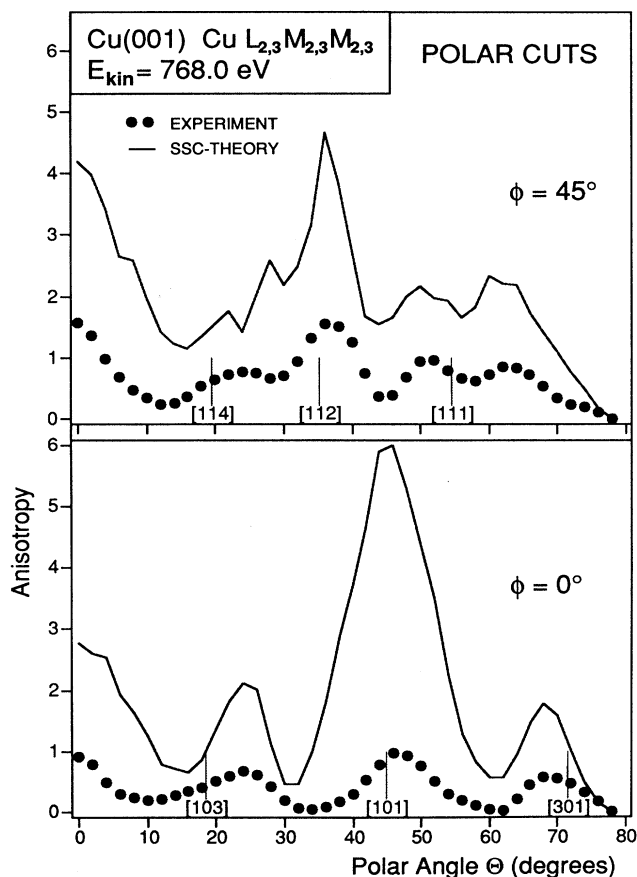 Cu(001) Cu L2,3M2,3M2,3
Ekin= 768.0 eV
POLAR CUTS
EXPERIMENT
SSC-THEORY
ϕ = 45°
6
5
4
3
2
1
0
[114] [112] [111]
6
5
4
3
2
1
0
Anisotropy
ϕ = 0°
[103] [101] [301]
0 10 20 30 40 50 60 70 80
Polar Angle Θ (degrees)